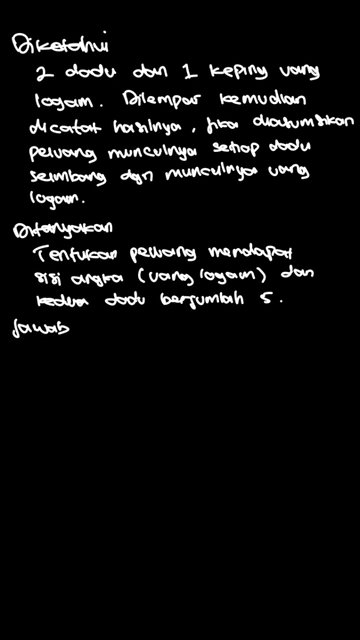 Diketahui
2 dadu dan 1 keping uang
logam. Dilempar kemudian
dicatat hasilnya, jika diasumsikan
peluang munculnya setiap dadu
seimbang dgn munculnya uang
logam.
Ditanyakan
Tentukan peluang mendapat
sisi angka (uang logam) dan
kedua dadu berjumlah 5.
Jawab